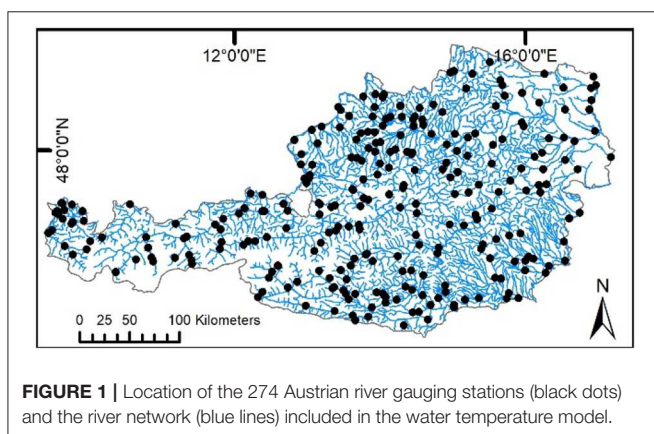 12°0'0"E
16°0'0"E
48°0'0"N
N
0 25 50 100 Kilometers
FIGURE 1 | Location of the 274 Austrian river gauging stations (black dots)
and the river network (blue lines) included in the water temperature model.